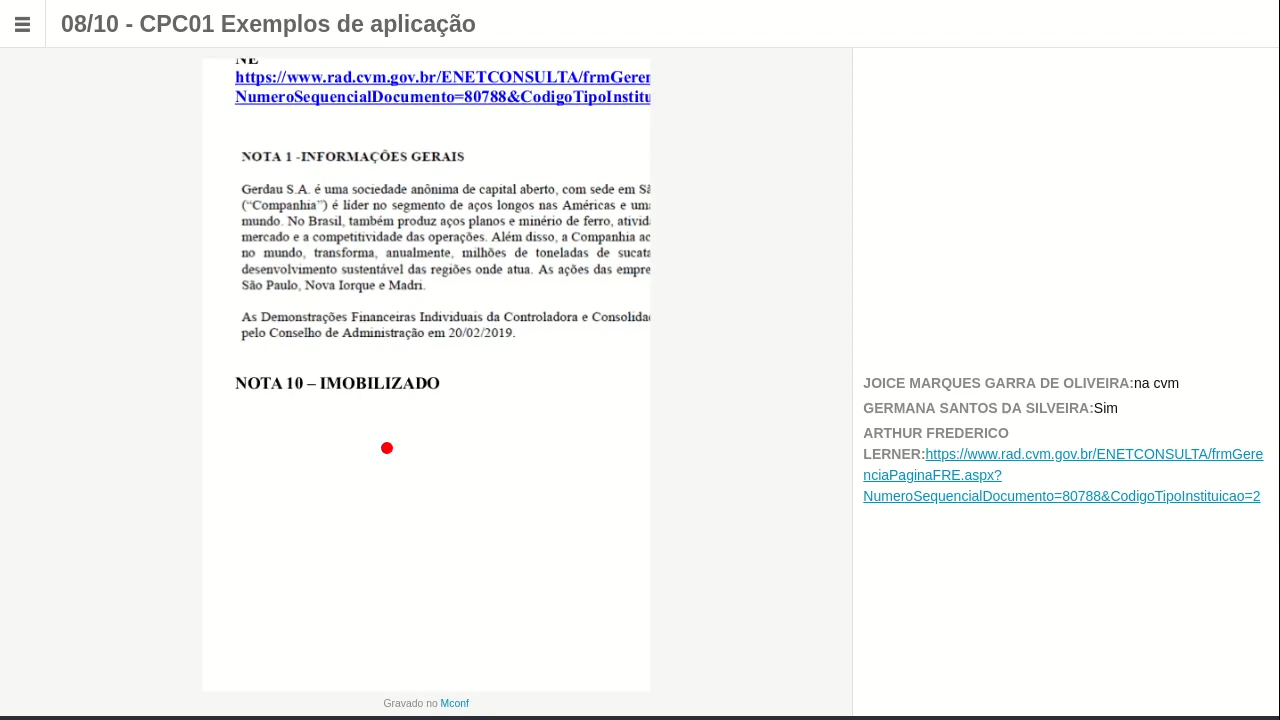 08/10 - CPC01 Exemplos de aplicação
NE
https://www.rad.cvm.gov.br/ENETCONSULTA/frmGeren
NumeroSequencialDocumento=80788&CodigoTipoInstitu
NOTA 1 -INFORMAÇÕES GERAIS
Gerdau S.A. é uma sociedade anônima de capital aberto, com sede em Sã
(“Companhia”) é líder no segmento de aços longos nas Américas e uma
mundo. No Brasil, também produz aços planos e minério de ferro, ativid
mercado e a competitividade das operações. Além disso, a Companhia ac
no mundo, transforma, anualmente, milhões de toneladas de sucata
desenvolvimento sustentável das regiões onde atua. As ações das empre
São Paulo, Nova Iorque e Madri.
As Demonstrações Financeiras Individuais da Controladora e Consolida
pelo Conselho de Administração em 20/02/2019.
NOTA 10 – IMOBILIZADO
Gravado no Mconf
JOICE MARQUES GARRA DE OLIVEIRA:na cvm
GERMANA SANTOS DA SILVEIRA:Sim
ARTHUR FREDERICO
LERNER:https://www.rad.cvm.gov.br/ENETCONSULTA/frmGere
nciaPaginaFRE.aspx?
NumeroSequencialDocumento=80788&CodigoTipoInstituicao=2